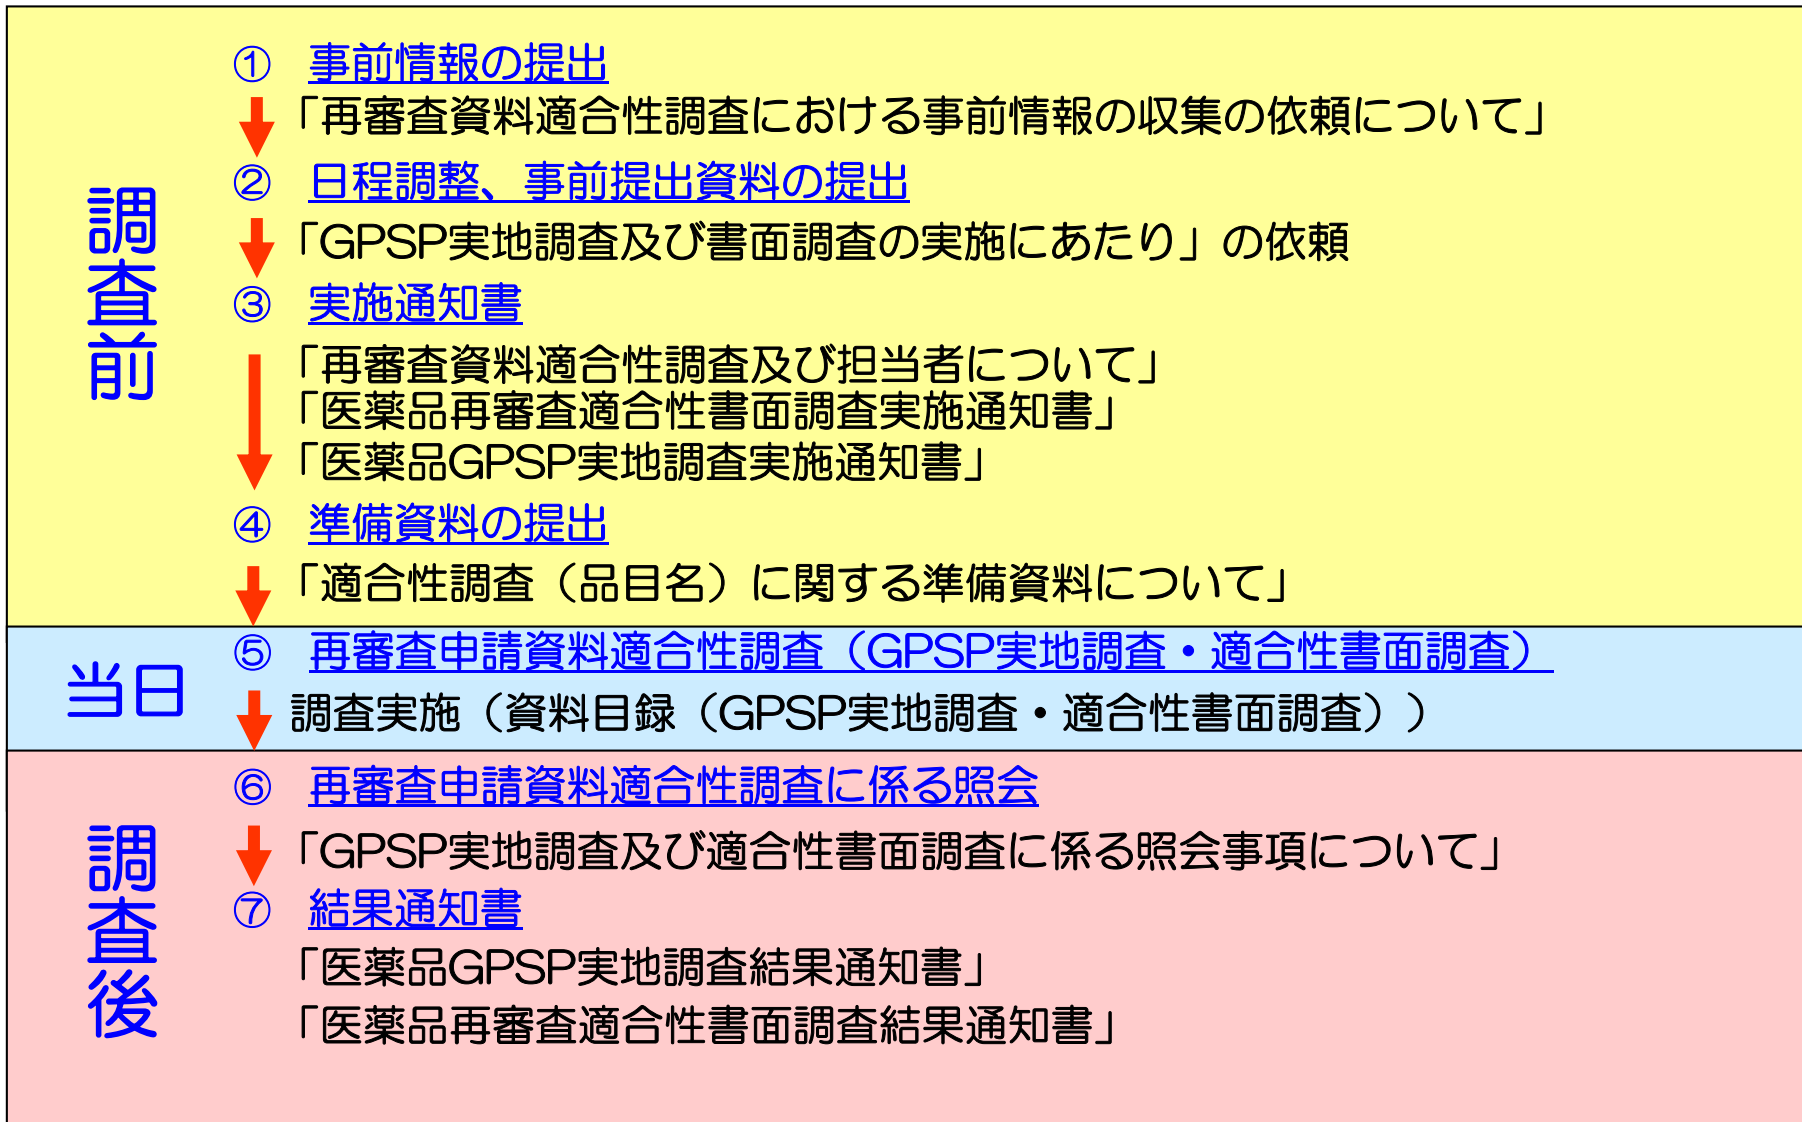 調査前
① 事前情報の提出
「再審査資料適合性調査における事前情報の収集の依頼について」
② 日程調整、事前提出資料の提出
「GPSP実地調査及び書面調査の実施にあたり」の依頼
③ 実施通知書
「再審査資料適合性調査及び担当者について」
「医薬品再審査適合性書面調査実施通知書」
「医薬品GPSP実地調査実施通知書」
④ 準備資料の提出
「適合性調査（品目名）に関する準備資料について」
当日
⑤ 再審査申請資料適合性調査（GPSP実地調査・適合性書面調査）
調査実施（資料目録（GPSP実地調査・適合性書面調査））
調査後
⑥ 再審査申請資料適合性調査に係る照会
「GPSP実地調査及び適合性書面調査に係る照会事項について」
⑦ 結果通知書
「医薬品GPSP実地調査結果通知書」
「医薬品再審査適合性書面調査結果通知書」